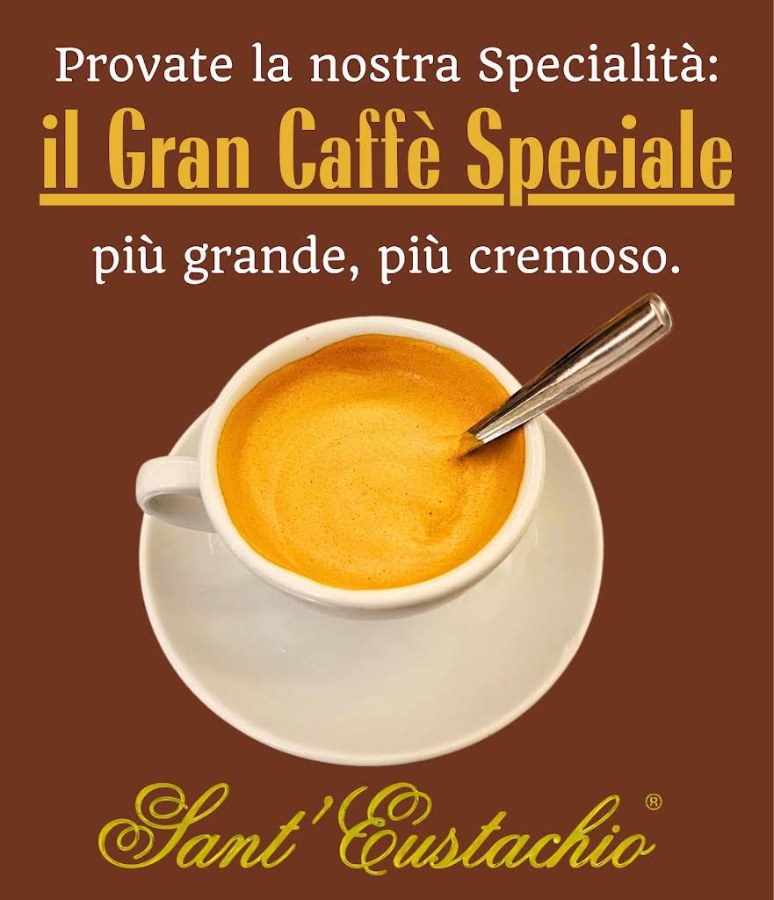 Provate la nostra Specialità:
il Gran Caffè Speciale
più grande, più cremoso.
Sant'Eustachio®